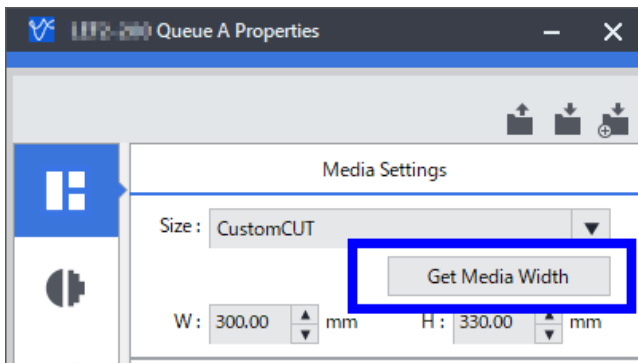 Queue A Properties
Media Settings
Size : CustomCUT
Get Media Width
W : 300.00 mm H : 330.00 mm